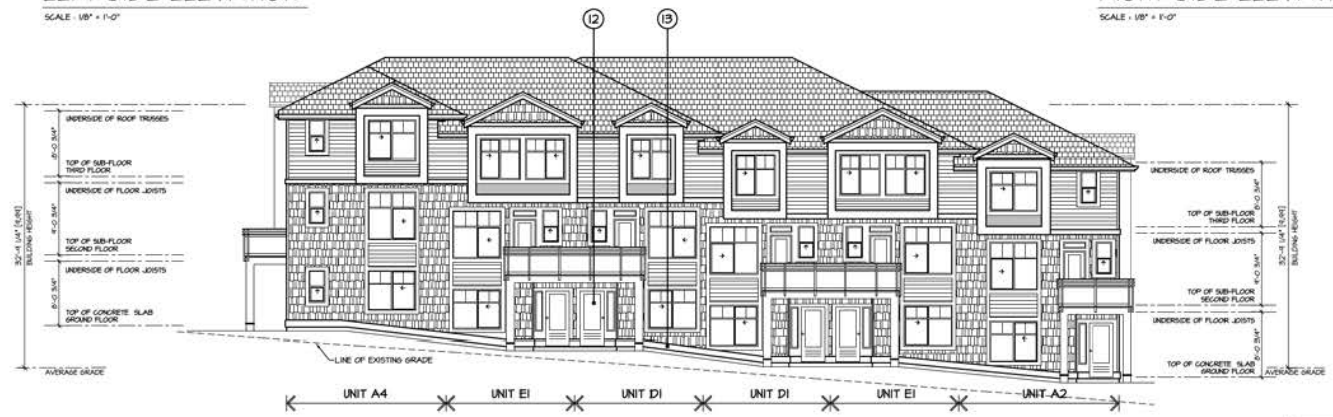 SCALE : 1/8" = 1'-0"
SCALE : 1/8" = 1'-0"
12
13
UNDERSIDE OF ROOF TRUSSES
8'-0 3/4"
TOP OF SUB-FLOOR
THIRD FLOOR
UNDERSIDE OF FLOOR JOISTS
9'-0 3/4"
TOP OF SUB-FLOOR
SECOND FLOOR
UNDERSIDE OF FLOOR JOISTS
8'-0 3/4"
TOP OF CONCRETE SLAB
GROUND FLOOR
32'-9 1/4" [9.99]
BUILDING HEIGHT
AVERAGE GRADE
LINE OF EXISTING GRADE
UNDERSIDE OF ROOF TRUSSES
8'-0 3/4"
TOP OF SUB-FLOOR
THIRD FLOOR
UNDERSIDE OF FLOOR JOISTS
9'-0 3/4"
TOP OF SUB-FLOOR
SECOND FLOOR
UNDERSIDE OF FLOOR JOISTS
8'-0 3/4"
TOP OF CONCRETE SLAB
GROUND FLOOR
32'-9 1/4" [9.99]
BUILDING HEIGHT
AVERAGE GRADE
UNIT A4
UNIT E1
UNIT D1
UNIT D1
UNIT E1
UNIT A2